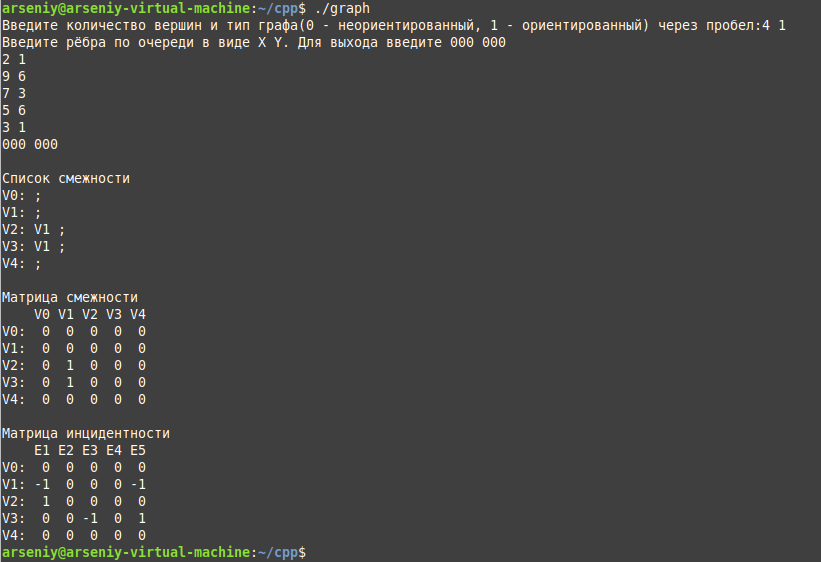 arseniy@arseniy-virtual-machine:~/cpp$ ./graph
Введите количество вершин и тип графа(0 - неориентированный, 1 - ориентированный) через пробел:4 1
Введите рёбра по очереди в виде X Y. Для выхода введите 000 000
2 1
9 6
7 3
5 6
3 1
000 000

Список смежности
V0: ;
V1: ;
V2: V1 ;
V3: V1 ;
V4: ;

Матрица смежности
    V0 V1 V2 V3 V4
V0:  0  0  0  0  0
V1:  0  0  0  0  0
V2:  0  1  0  0  0
V3:  0  1  0  0  0
V4:  0  0  0  0  0

Матрица инцидентности
    E1 E2 E3 E4 E5
V0:  0  0  0  0  0
V1: -1  0  0  0 -1
V2:  1  0  0  0  0
V3:  0  0 -1  0  1
V4:  0  0  0  0  0
arseniy@arseniy-virtual-machine:~/cpp$